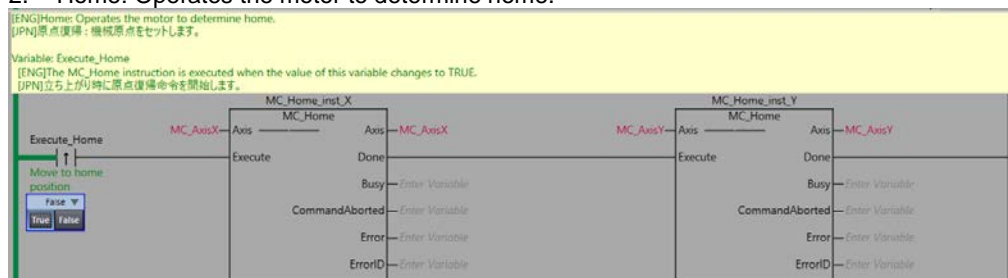 2. Home: Operates the motor to determine home.
[ENG]Home: Operates the motor to determine home.
[JPN]原点復帰：機械原点をセットします。
Variable: Execute_Home
[ENG]The MC_Home instruction is executed when the value of this variable changes to TRUE.
[JPN]立ち上がり時に原点復帰命令を開始します。
MC_Home_inst_X MC_Home_inst_Y
MC_Home MC_Home
MC_AxisX Axis Axis MC_AxisX MC_AxisY Axis Axis MC_AxisY
Execute_Home
Execute Done Execute Done
Move to home
position
Busy Enter Variable Busy Enter Variable
False
True False
CommandAborted Enter Variable CommandAborted Enter Variable
Error Enter Variable Error Enter Variable
ErrorID Enter Variable ErrorID Enter Variable